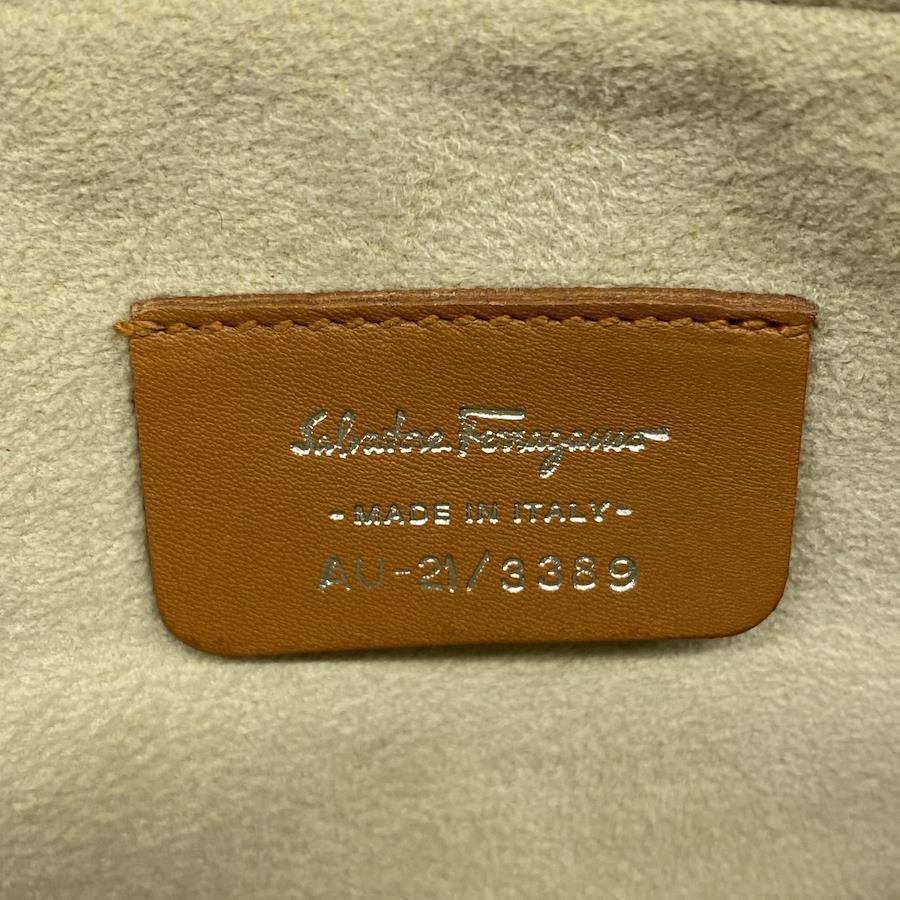 Salvatore Ferragamo
-MADE IN ITALY-
AU-21/3389